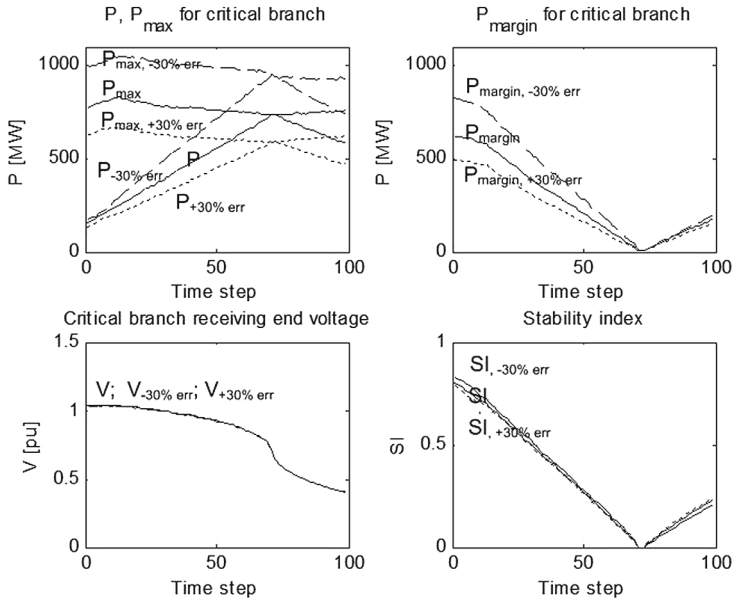 P, Pmax for critical branch
P [MW]
1000
500
0
Pmax, -30% err
Pmax
Pmax, +30% err
P-30% err
P
P+30% err
0 50 100
Time step
Pmargin for critical branch
P [MW]
1000
500
0
Pmargin, -30% err
Pmargin
Pmargin, +30% err
0 50 100
Time step
Critical branch receiving end voltage
V [pu]
1.5
1
0.5
0
V; V-30% err; V+30% err
0 50 100
Time step
Stability index
SI
1
0.5
0
SI, -30% err
SI,
SI, +30% err
0 50 100
Time step